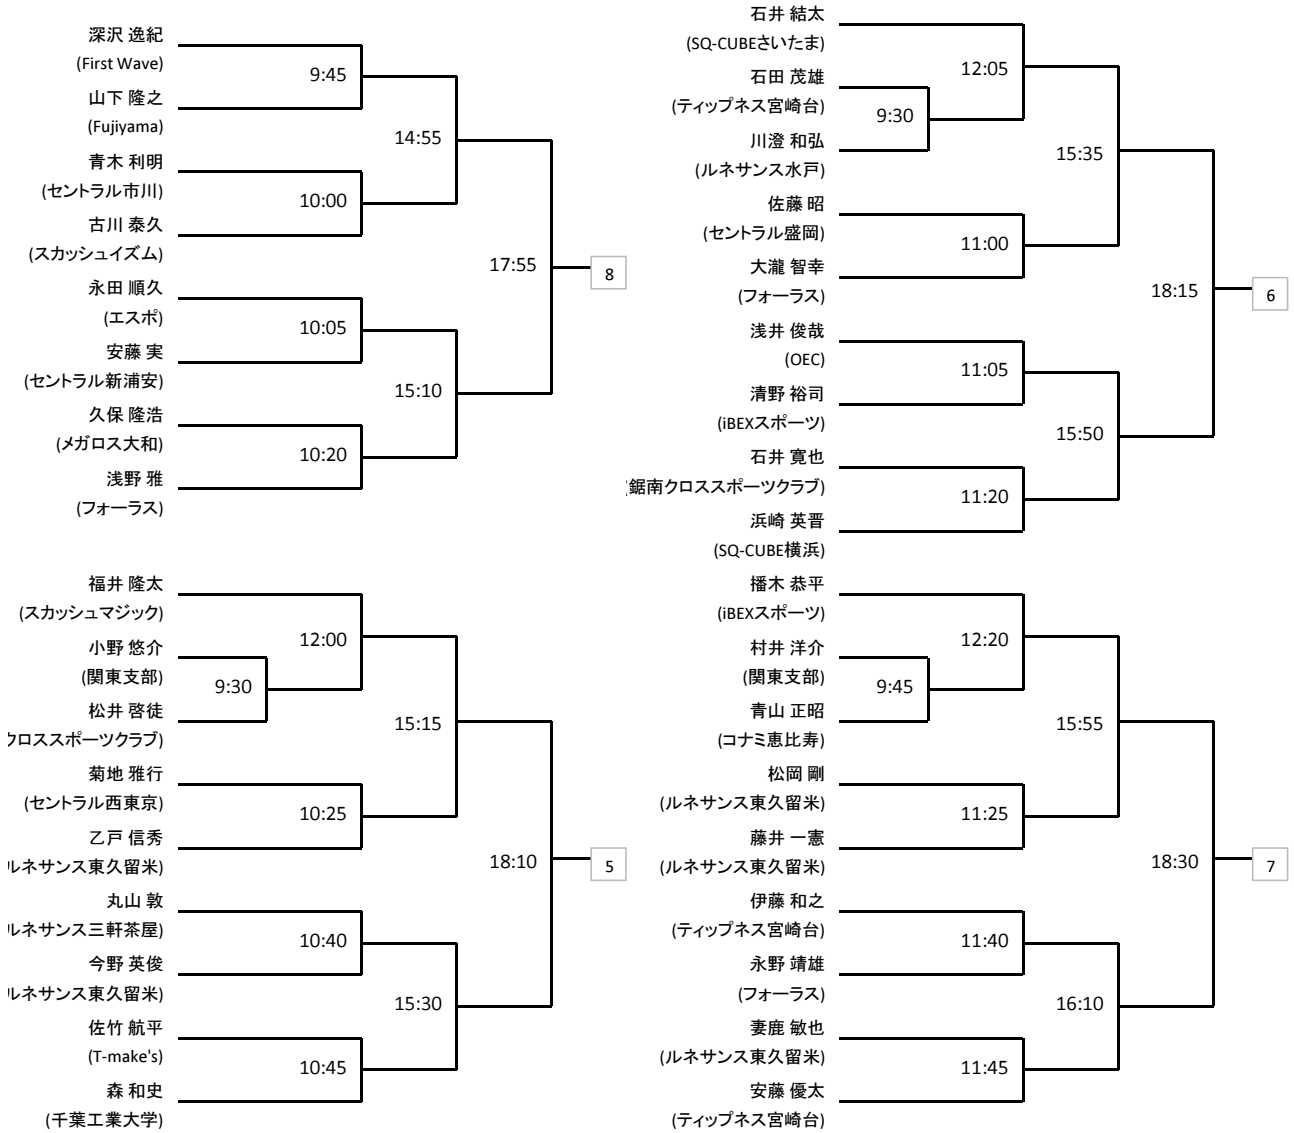 深沢 逸紀
(First Wave)
9:45
山下 隆之
(Fujiyama)
14:55
青木 利明
(セントラル市川)
10:00
古川 泰久
(スカッシュイズム)
17:55
8
永田 順久
(エスポ)
10:05
安藤 実
(セントラル新浦安)
15:10
久保 隆浩
(メガロス大和)
10:20
浅野 雅
(フォーラス)
福井 隆太
(スカッシュマジック)
12:00
小野 悠介
(関東支部)
9:30
松井 啓徒
クロススポーツクラブ)
15:15
菊地 雅行
(セントラル西東京)
10:25
乙戸 信秀
ルネサンス東久留米)
18:10
5
丸山 敦
ルネサンス三軒茶屋)
10:40
今野 英俊
ルネサンス東久留米)
15:30
佐竹 航平
(T-make's)
10:45
森 和史
(千葉工業大学)
石井 結太
(SQ-CUBEさいたま)
12:05
石田 茂雄
(ティップネス宮崎台)
9:30
川澄 和弘
(ルネサンス水戸)
15:35
佐藤 昭
(セントラル盛岡)
11:00
大瀧 智幸
(フォーラス)
18:15
6
浅井 俊哉
(OEC)
11:05
清野 裕司
(iBEXスポーツ)
15:50
石井 寛也
(鋸南クロススポーツクラブ)
11:20
浜崎 英晋
(SQ-CUBE横浜)
播木 恭平
(iBEXスポーツ)
12:20
村井 洋介
(関東支部)
9:45
青山 正昭
(コナミ恵比寿)
15:55
松岡 剛
(ルネサンス東久留米)
11:25
藤井 一憲
(ルネサンス東久留米)
18:30
7
伊藤 和之
(ティップネス宮崎台)
11:40
永野 靖雄
(フォーラス)
16:10
妻鹿 敏也
(ルネサンス東久留米)
11:45
安藤 優太
(ティップネス宮崎台)